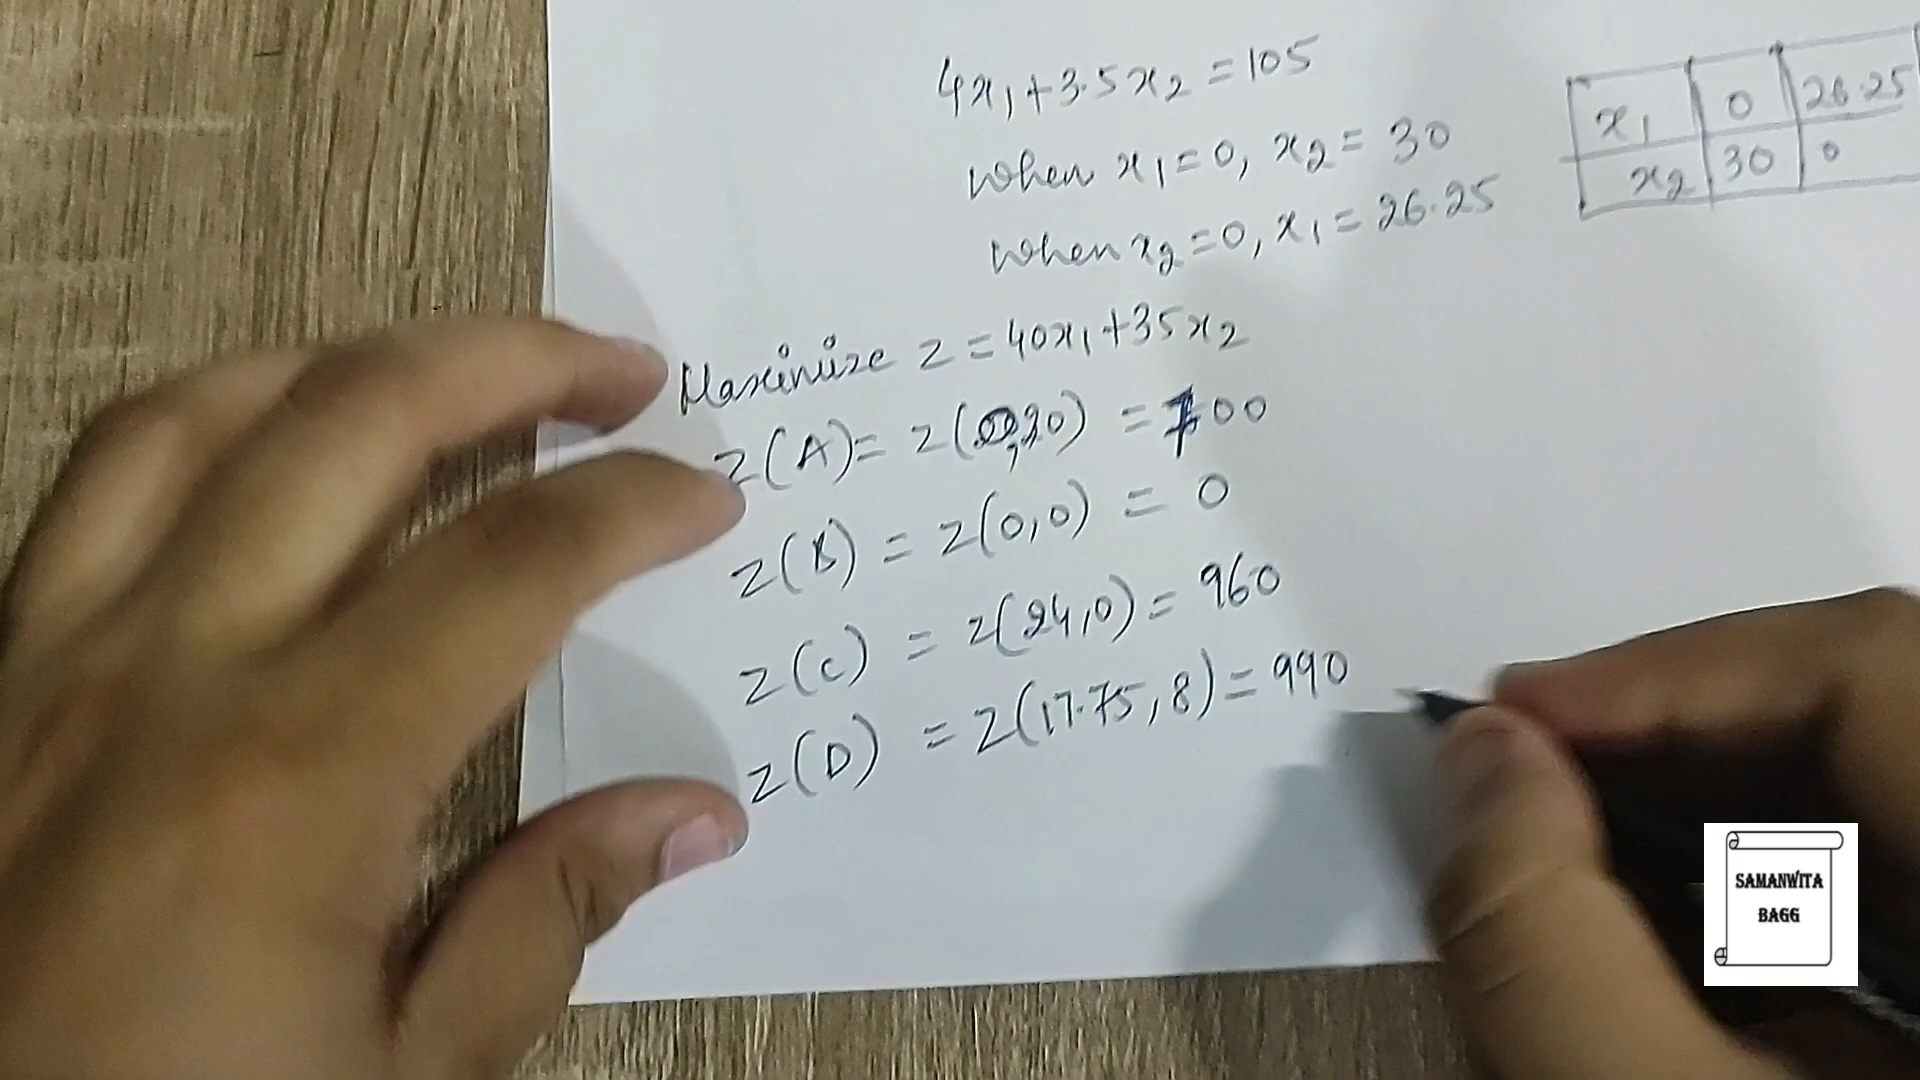 4x₁+3.5x₂=105
when x₁=0, x₂=30
when x₂=0, x₁=26.25
x₁ 0 26.25
x₂ 30 0
Maximize z=40x₁+35x₂
z(A)=z(0,20)=700
z(B)=z(0,0)=0
z(C)=z(24,0)=960
z(D)=z(17.75,8)=990
SAMANWITA
BAGG